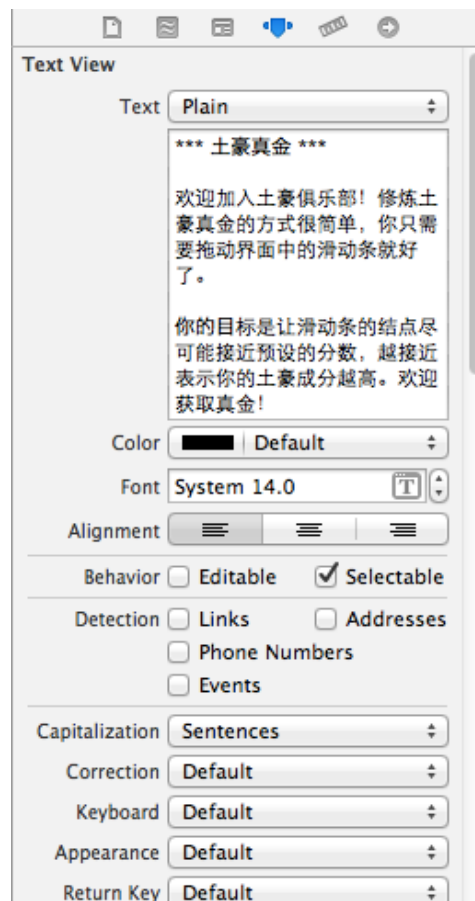 Text View
Text Plain
*** 土豪真金 ***
欢迎加入土豪俱乐部！修炼土
豪真金的方式很简单，你只需
要拖动界面中的滑动条就好
了。
你的目标是让滑动条的结点尽
可能接近预设的分数，越接近
表示你的土豪成分越高。欢迎
获取真金！
Color Default
Font System 14.0 T
Alignment
Behavior Editable Selectable
Detection Links Addresses
Phone Numbers
Events
Capitalization Sentences
Correction Default
Keyboard Default
Appearance Default
Return Key Default